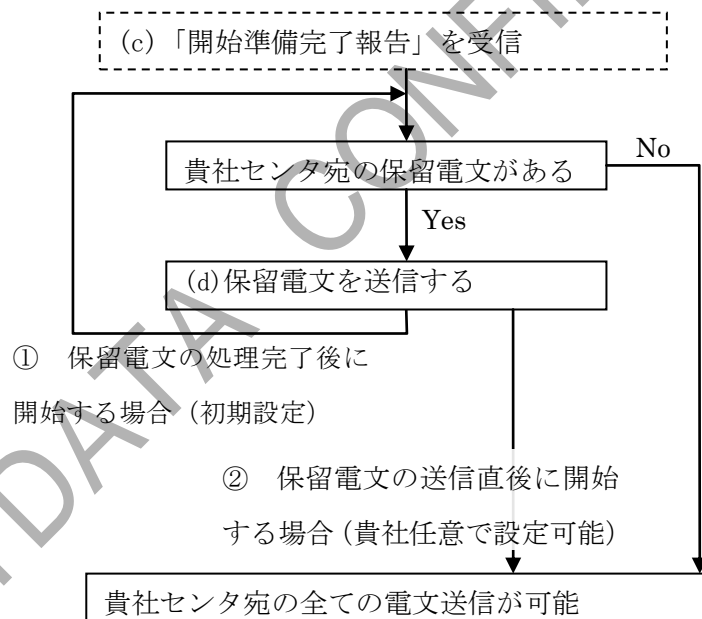 (c)「開始準備完了報告」を受信
貴社センタ宛の保留電文がある
No
Yes
(d)保留電文を送信する
① 保留電文の処理完了後に
開始する場合（初期設定）
② 保留電文の送信直後に開始
する場合（貴社任意で設定可能）
貴社センタ宛の全ての電文送信が可能
DATA CONFI